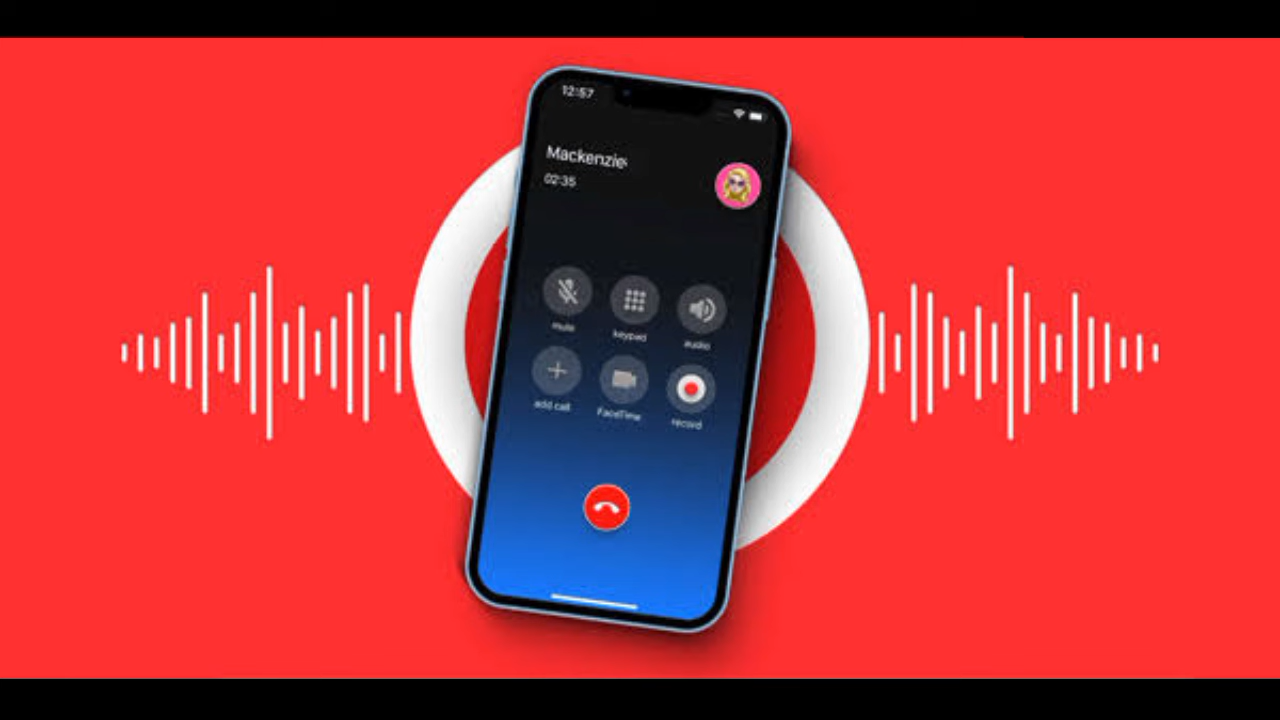 12:57
Mackenzie
02:35
mute
keypad
audio
add call
FaceTime
record